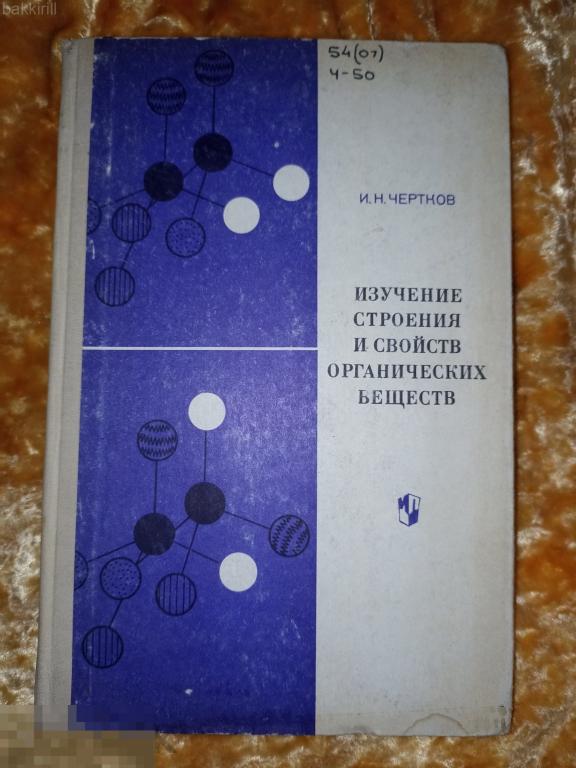 bakkirill
54(07)
Ч-50
И.Н.ЧЕРТКОВ
ИЗУЧЕНИЕ
СТРОЕНИЯ
И СВОЙСТВ
ОРГАНИЧЕСКИХ
ВЕЩЕСТВ